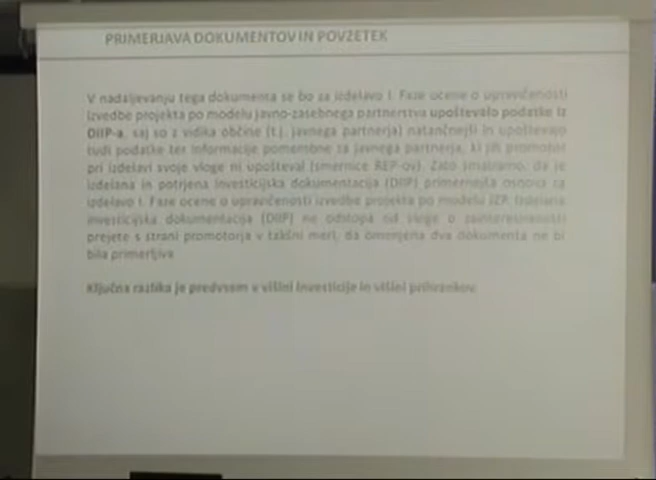 PRIMERJAVA DOKUMENTOV IN POVZETEK
V nadaljevanju tega dokumenta se bo za izdelavo I. Faze ocene o upravičenosti
izvedbe projekta po modelu javno-zasebnega partnerstva upoštevalo podatke iz
DIIP-a, saj so z vidika občine (t.j. javnega partnerja) natančnejši in upoštevajo
tudi podatke ter informacije pomembne za javnega partnerja, ki jih promotor
pri izdelavi svoje vloge ni upošteval (smernice REP-ov). Zato smatramo, da je
izdelana in potrjena investicijska dokumentacija (DIIP) primernejša osnova za
izdelavo I. Faze ocene o upravičenosti izvedbe projekta po modelu JZP. Izdelana
investicijska dokumentacija (DIIP) ne odstopa od vloge o zainteresiranosti
prejete s strani promotorja v takšni meri, da omenjena dva dokumenta ne bi
bila primerljiva.
Ključna razlika je predvsem v višini investicije in višini prihrankov.